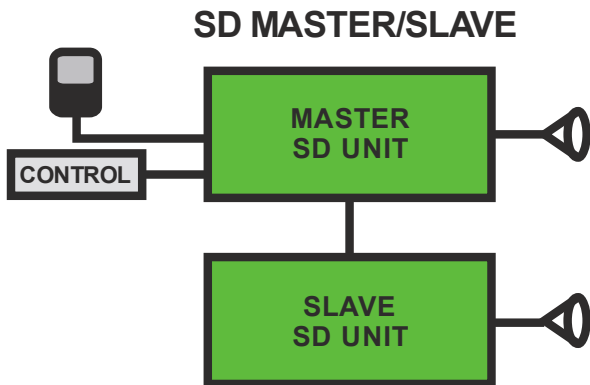 SD MASTER/SLAVE
MASTER
SD UNIT
CONTROL
SLAVE
SD UNIT